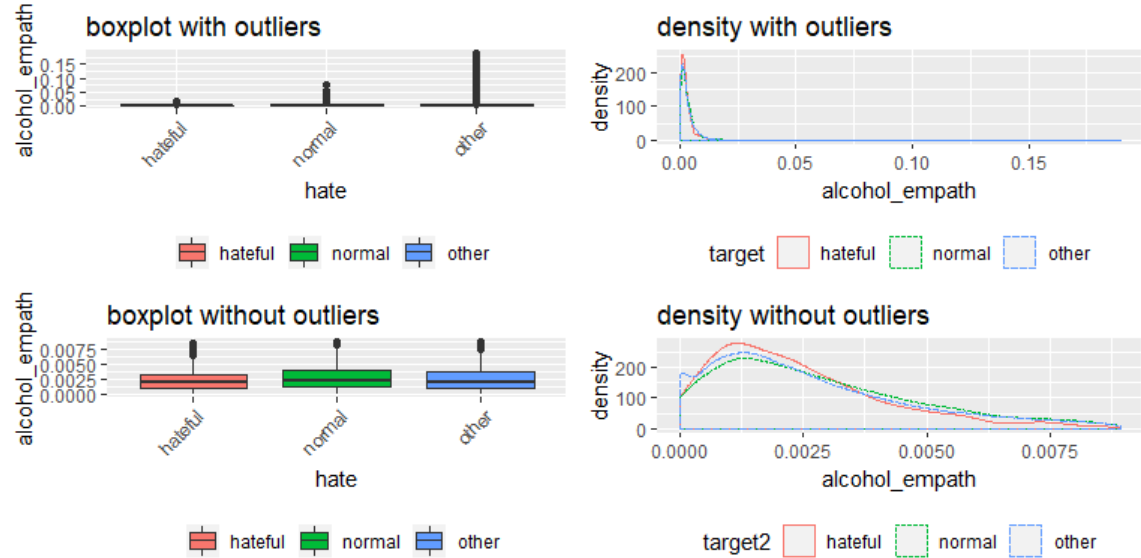 boxplot with outliers
alcohol_empath
0.15
0.10
0.05
0.00
hateful
normal
other
hate
hateful normal other
density with outliers
density
200
100
0
0.00 0.05 0.10 0.15
alcohol_empath
target hateful normal other
boxplot without outliers
alcohol_empath
0.0075
0.0050
0.0025
0.0000
hateful
normal
other
hate
hateful normal other
density without outliers
density
200
100
0
0.0000 0.0025 0.0050 0.0075
alcohol_empath
target2 hateful normal other